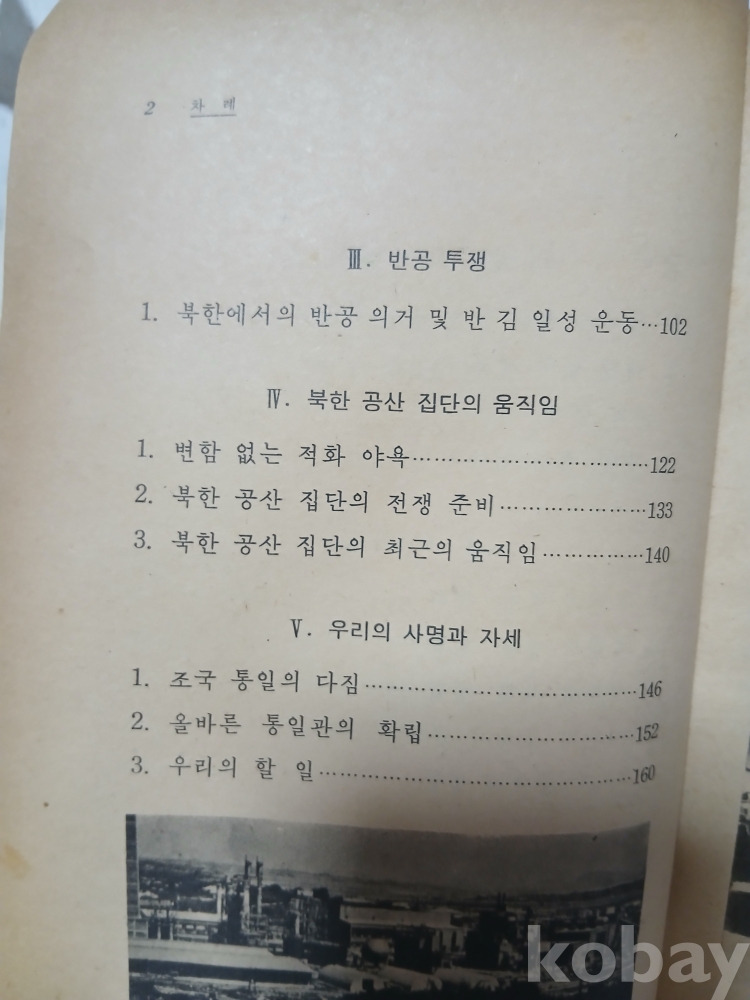 2 차 례
Ⅲ. 반공 투쟁
1. 북한에서의 반공 의거 및 반 김 일성 운동…102
Ⅳ. 북한 공산 집단의 움직임
1. 변함 없는 적화 야욕……………………………122
2. 북한 공산 집단의 전쟁 준비…………………133
3. 북한 공산 집단의 최근의 움직임……………140
Ⅴ. 우리의 사명과 자세
1. 조국 통일의 다짐…………………………………146
2. 올바른 통일관의 확립…………………………152
3. 우리의 할 일………………………………………160
kobay